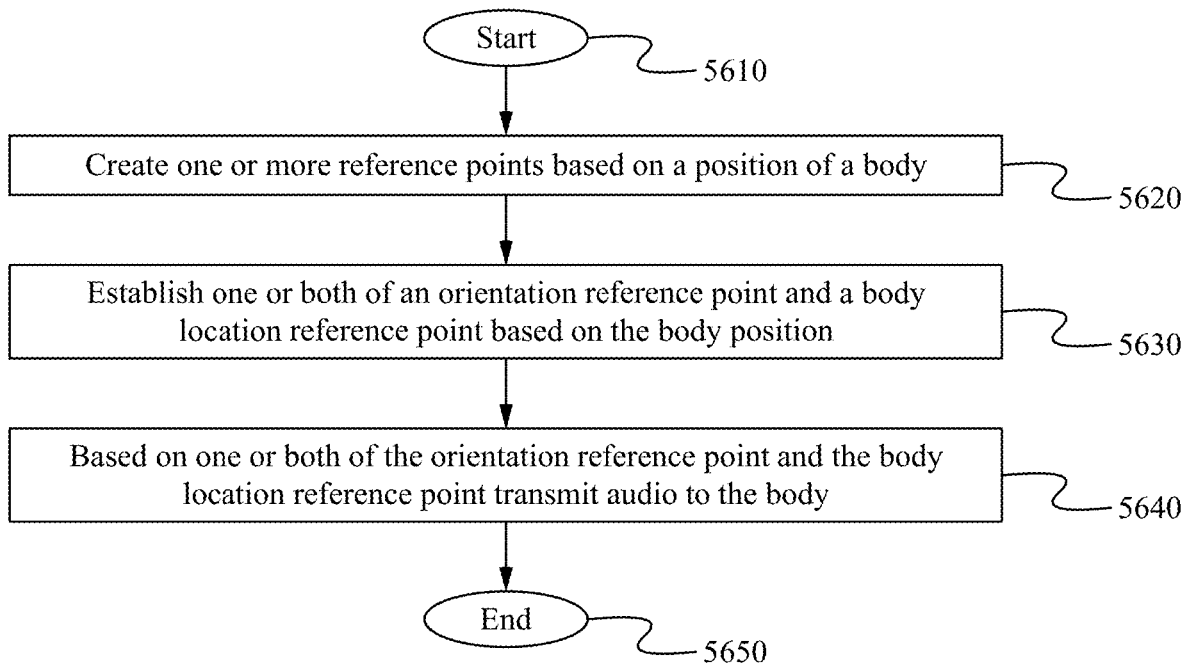 Start
5610
Create one or more reference points based on a position of a body
5620
Establish one or both of an orientation reference point and a body
location reference point based on the body position
5630
Based on one or both of the orientation reference point and the body
location reference point transmit audio to the body
5640
End
5650